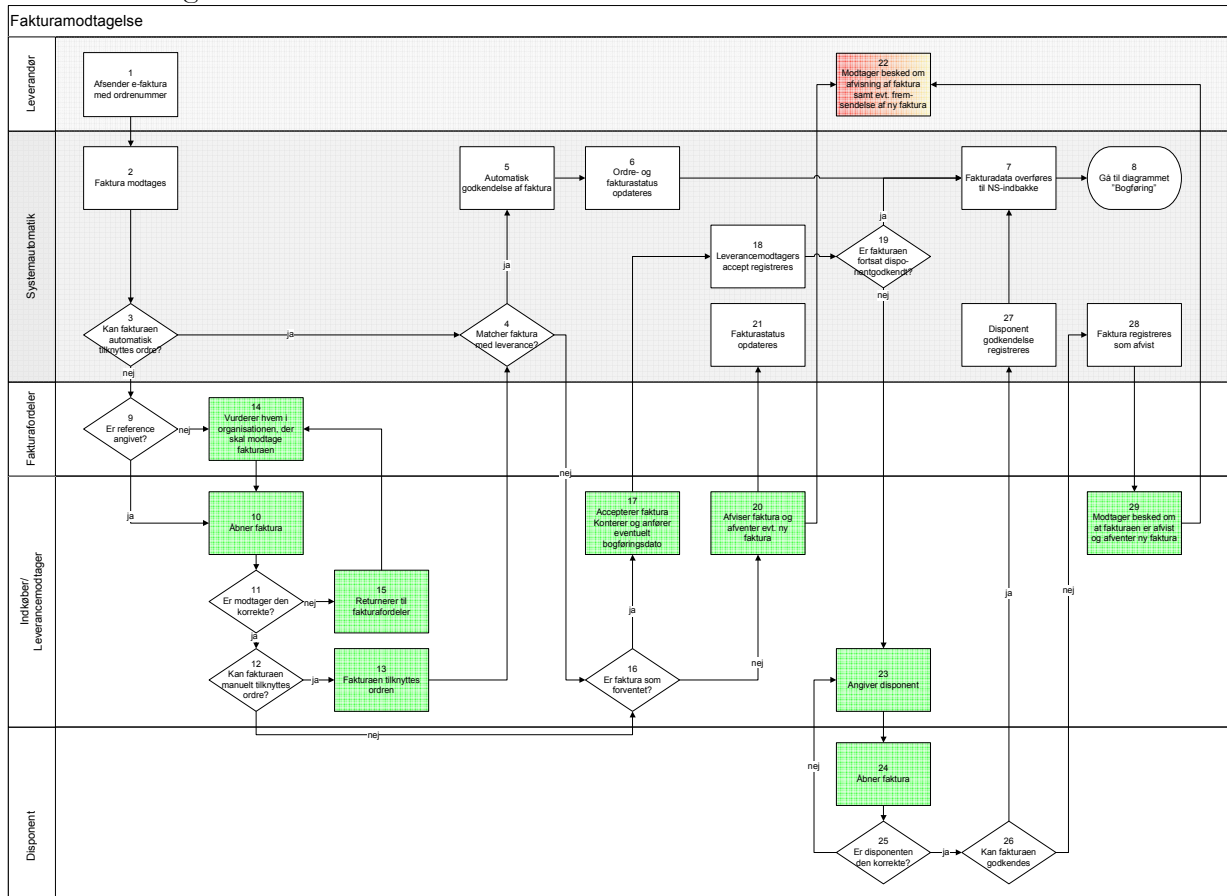 Fakturamodtagelse
Leverandør
1
Afsender e-faktura
med ordrenummer
22
Modtager besked om
afvisning af faktura
samt evt. frem-
sendelse af ny faktura
Systemautomatik
2
Faktura modtages
5
Automatisk
godkendelse af faktura
6
Ordre- og
fakturastatus
opdateres
7
Fakturadata overføres
til NS-indbakke
8
Gå til diagrammet
"Bogføring"
ja
18
Leverancemodtagers
accept registreres
19
Er fakturaen
fortsat dispo-
nentgodkendt?
ja
nej
3
Kan fakturaen
automatisk
tilknyttes ordre?
ja
nej
4
Matcher faktura
med leverance?
21
Fakturastatus
opdateres
27
Disponent
godkendelse
registreres
28
Faktura registreres
som afvist
Fakturafordeler
9
Er reference
angivet?
nej
14
Vurderer hvem i
organisationen, der
skal modtage
fakturaen
nej
Indkøber/
Leverancemodtager
ja
10
Åbner faktura
17
Accepterer faktura
Konterer og anfører
eventuelt
bogføringsdato
20
Afviser faktura og
afventer evt. ny
faktura
29
Modtager besked om
at fakturaen er afvist
og afventer ny faktura
11
Er modtager den
korrekte?
nej
15
Returnerer til
fakturafordeler
ja
ja
ja
nej
12
Kan fakturaen
manuelt tilknyttes
ordre?
ja
13
Fakturaen tilknyttes
ordren
16
Er faktura som
forventet?
nej
23
Angiver disponent
Disponent
nej
nej
24
Åbner faktura
25
Er disponenten
den korrekte?
ja
26
Kan fakturaen
godkendes